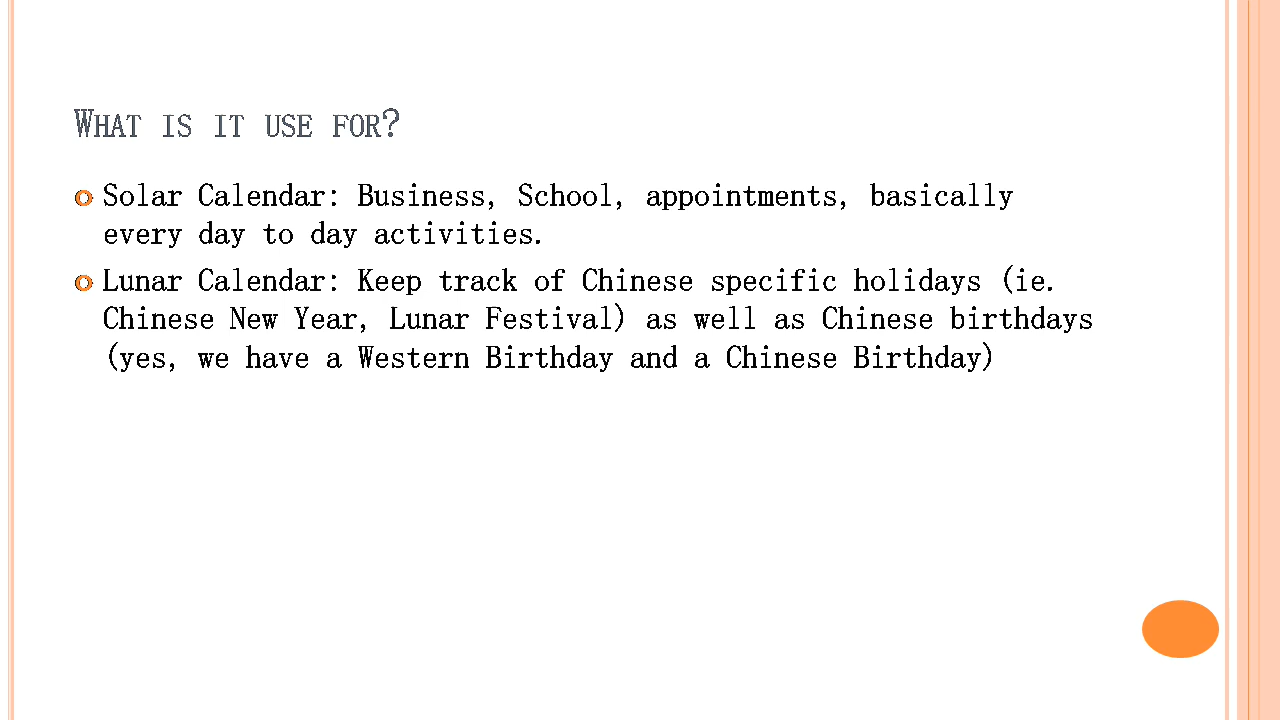 What is it use for?
Solar Calendar: Business, School, appointments, basically
every day to day activities.
Lunar Calendar: Keep track of Chinese specific holidays (ie.
Chinese New Year, Lunar Festival) as well as Chinese birthdays
(yes, we have a Western Birthday and a Chinese Birthday)